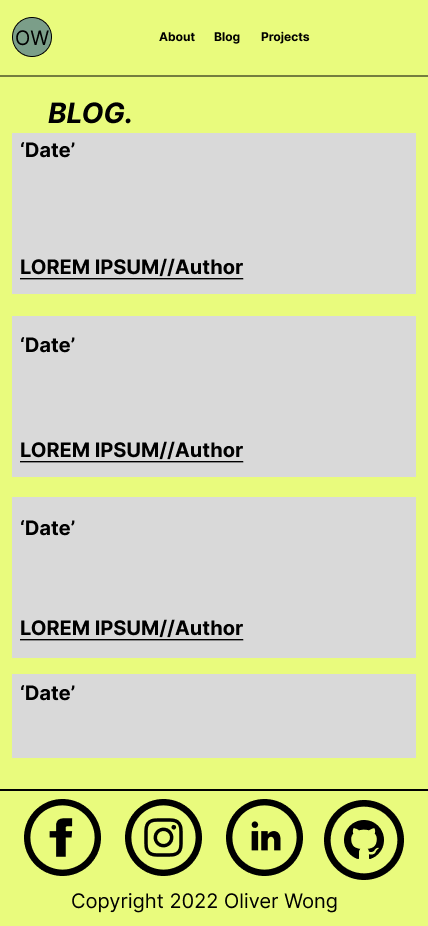 OW
About Blog Projects
BLOG.
‘Date’
LOREM IPSUM//Author
‘Date’
LOREM IPSUM//Author
‘Date’
LOREM IPSUM//Author
‘Date’
f in
Copyright 2022 Oliver Wong